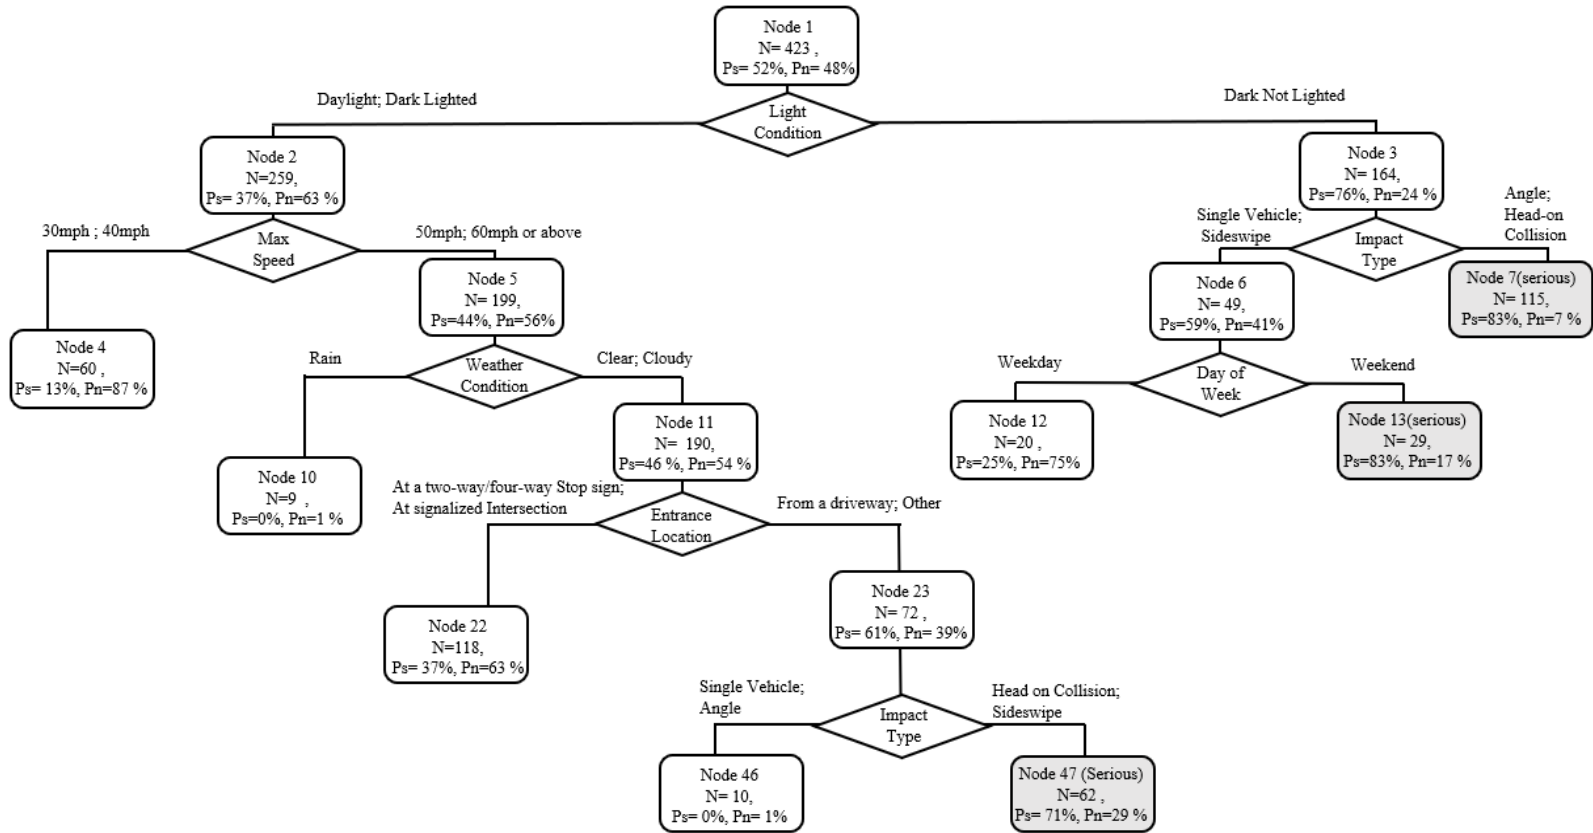 Node 1
N= 423 ,
Ps= 52%, Pn= 48%
Daylight; Dark Lighted
Light
Condition
Dark Not Lighted
Node 2
N=259,
Ps= 37%, Pn=63 %
Node 3
N= 164,
Ps=76%, Pn=24 %
30mph ; 40mph
Max
Speed
50mph; 60mph or above
Single Vehicle;
Sideswipe
Impact
Type
Angle;
Head-on
Collision
Node 5
N= 199,
Ps=44%, Pn=56%
Node 6
N= 49,
Ps=59%, Pn=41%
Node 7(serious)
N= 115,
Ps=83%, Pn=7 %
Node 4
N=60 ,
Ps= 13%, Pn=87 %
Rain
Weather
Condition
Clear; Cloudy
Weekday
Day of
Week
Weekend
Node 11
N=  190,
Ps=46 %, Pn=54 %
Node 12
N=20 ,
Ps=25%, Pn=75%
Node 13(serious)
N= 29,
Ps=83%, Pn=17 %
Node 10
N=9  ,
Ps=0%, Pn=1 %
At a two-way/four-way Stop sign;
At signalized Intersection
Entrance
Location
From a driveway; Other
Node 22
N=118,
Ps= 37%, Pn=63 %
Node 23
N= 72 ,
Ps= 61%, Pn= 39%
Single Vehicle;
Angle
Impact
Type
Head on Collision;
Sideswipe
Node 46
N= 10,
Ps= 0%, Pn= 1%
Node 47 (Serious)
N=62 ,
Ps= 71%, Pn=29 %